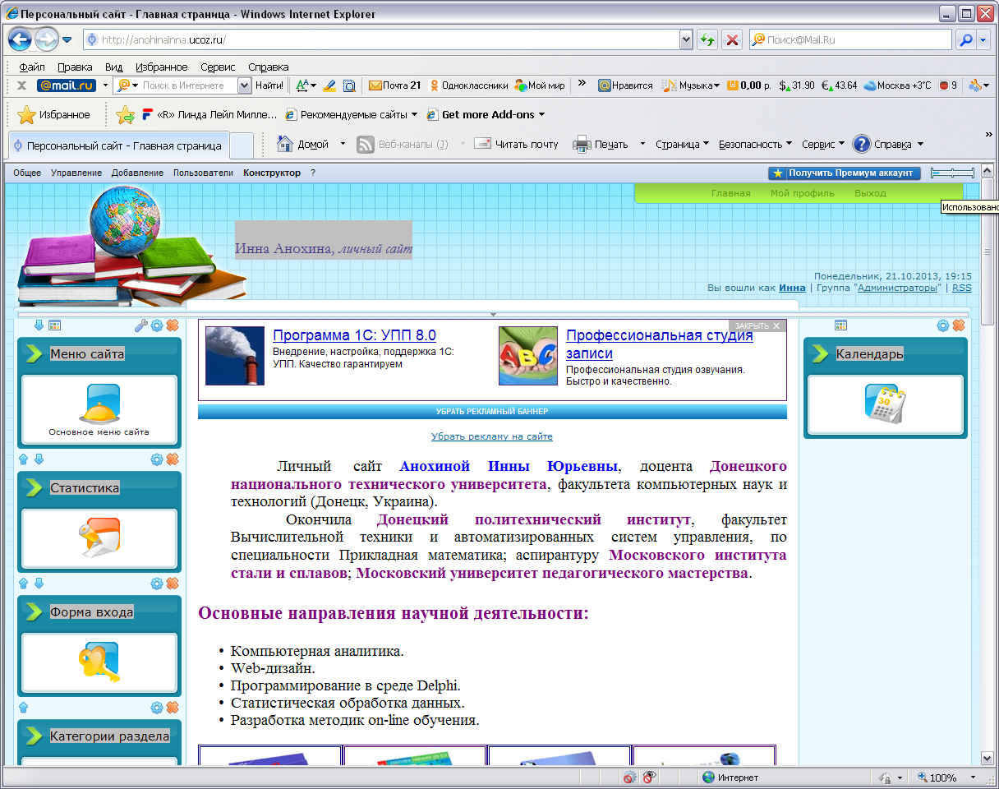 Персональный сайт - Главная страница - Windows Internet Explorer
http://anohinainna.ucoz.ru/
Поиск@Mail.Ru
Файл Правка Вид Избранное Сервис Справка
x @mail.ru Поиск в Интернете Найти! Почта 21 Одноклассники Мой мир » Нравится Музыка 0,00 р. $ 31.90 € 43.64 Москва +3°C 9
Избранное «R» Линда Лейл Милле... Рекомендуемые сайты Get more Add-ons
Персональный сайт - Главная страница Домой Веб-каналы (J) Читать почту Печать Страница Безопасность Сервис Справка »
Общее Управление Добавление Пользователи Конструктор ? Получить Премиум аккаунт
Главная Мой профиль Выход
Использовано
Инна Анохина, личный сайт
Понедельник, 21.10.2013, 19:15
Вы вошли как Инна | Группа "Администраторы" | RSS
Меню сайта
Основное меню сайта
Статистика
Форма входа
Категории раздела
ЗАКРЫТЬ ✕
Программа 1С: УПП 8.0
Внедрение, настройка, поддержка 1С:
УПП. Качество гарантируем
ABC
Профессиональная студия
записи
Профессиональная студия озвучания.
Быстро и качественно.
УБРАТЬ РЕКЛАМНЫЙ БАННЕР
Убрать рекламу на сайте
Личный сайт Анохиной Инны Юрьевны, доцента Донецкого
национального технического университета, факультета компьютерных наук и
технологий (Донецк, Украина).
Окончила Донецкий политехнический институт, факультет
Вычислительной техники и автоматизированных систем управления, по
специальности Прикладная математика; аспирантуру Московского института
стали и сплавов; Московский университет педагогического мастерства.
Основные направления научной деятельности:
• Компьютерная аналитика.
• Web-дизайн.
• Программирование в среде Delphi.
• Статистическая обработка данных.
• Разработка методик on-line обучения.
Календарь
30
Интернет
100%